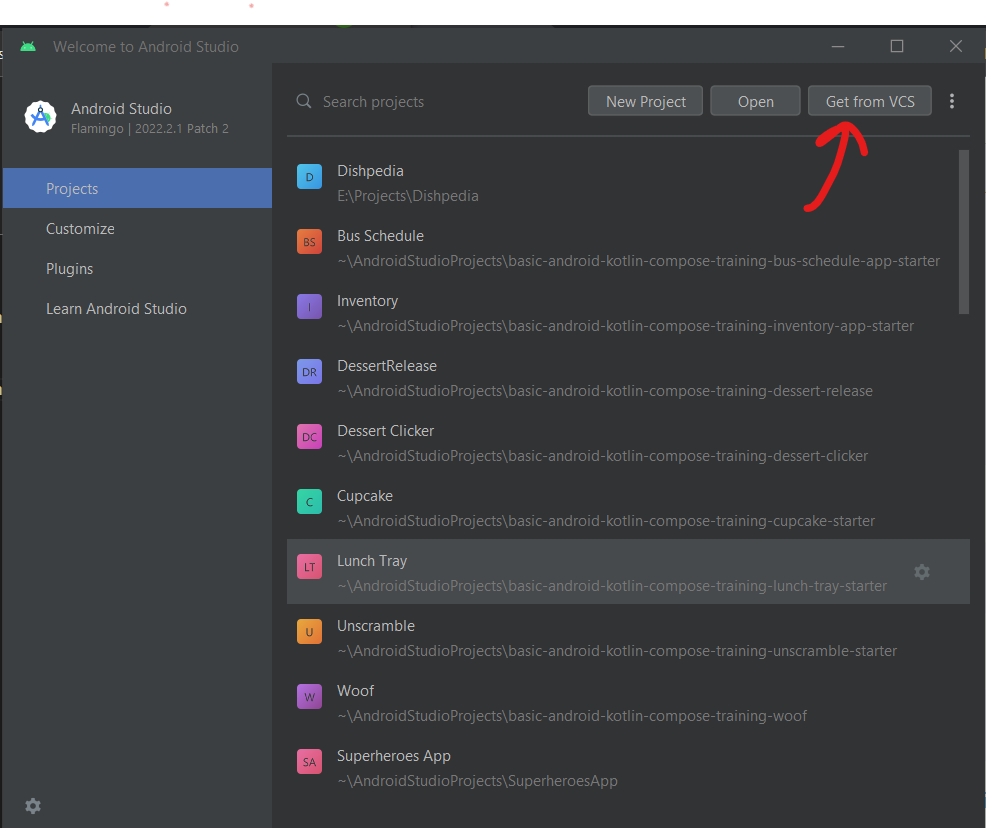 Welcome to Android Studio
Android Studio
Flamingo | 2022.2.1 Patch 2
Projects
Customize
Plugins
Learn Android Studio
Search projects
New Project
Open
Get from VCS
D
Dishpedia
E:\Projects\Dishpedia
BS
Bus Schedule
~\AndroidStudioProjects\basic-android-kotlin-compose-training-bus-schedule-app-starter
I
Inventory
~\AndroidStudioProjects\basic-android-kotlin-compose-training-inventory-app-starter
DR
DessertRelease
~\AndroidStudioProjects\basic-android-kotlin-compose-training-dessert-release
DC
Dessert Clicker
~\AndroidStudioProjects\basic-android-kotlin-compose-training-dessert-clicker
C
Cupcake
~\AndroidStudioProjects\basic-android-kotlin-compose-training-cupcake-starter
LT
Lunch Tray
~\AndroidStudioProjects\basic-android-kotlin-compose-training-lunch-tray-starter
U
Unscramble
~\AndroidStudioProjects\basic-android-kotlin-compose-training-unscramble-starter
W
Woof
~\AndroidStudioProjects\basic-android-kotlin-compose-training-woof
SA
Superheroes App
~\AndroidStudioProjects\SuperheroesApp